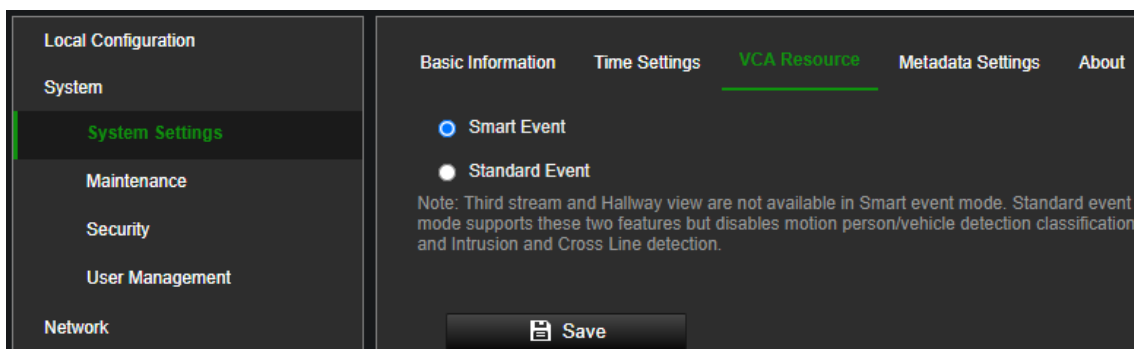 Local Configuration
System
System Settings
Maintenance
Security
User Management
Network
Basic Information Time Settings VCA Resource Metadata Settings About
Smart Event
Standard Event
Note: Third stream and Hallway view are not available in Smart event mode. Standard event
mode supports these two features but disables motion person/vehicle detection classification
and Intrusion and Cross Line detection.
Save